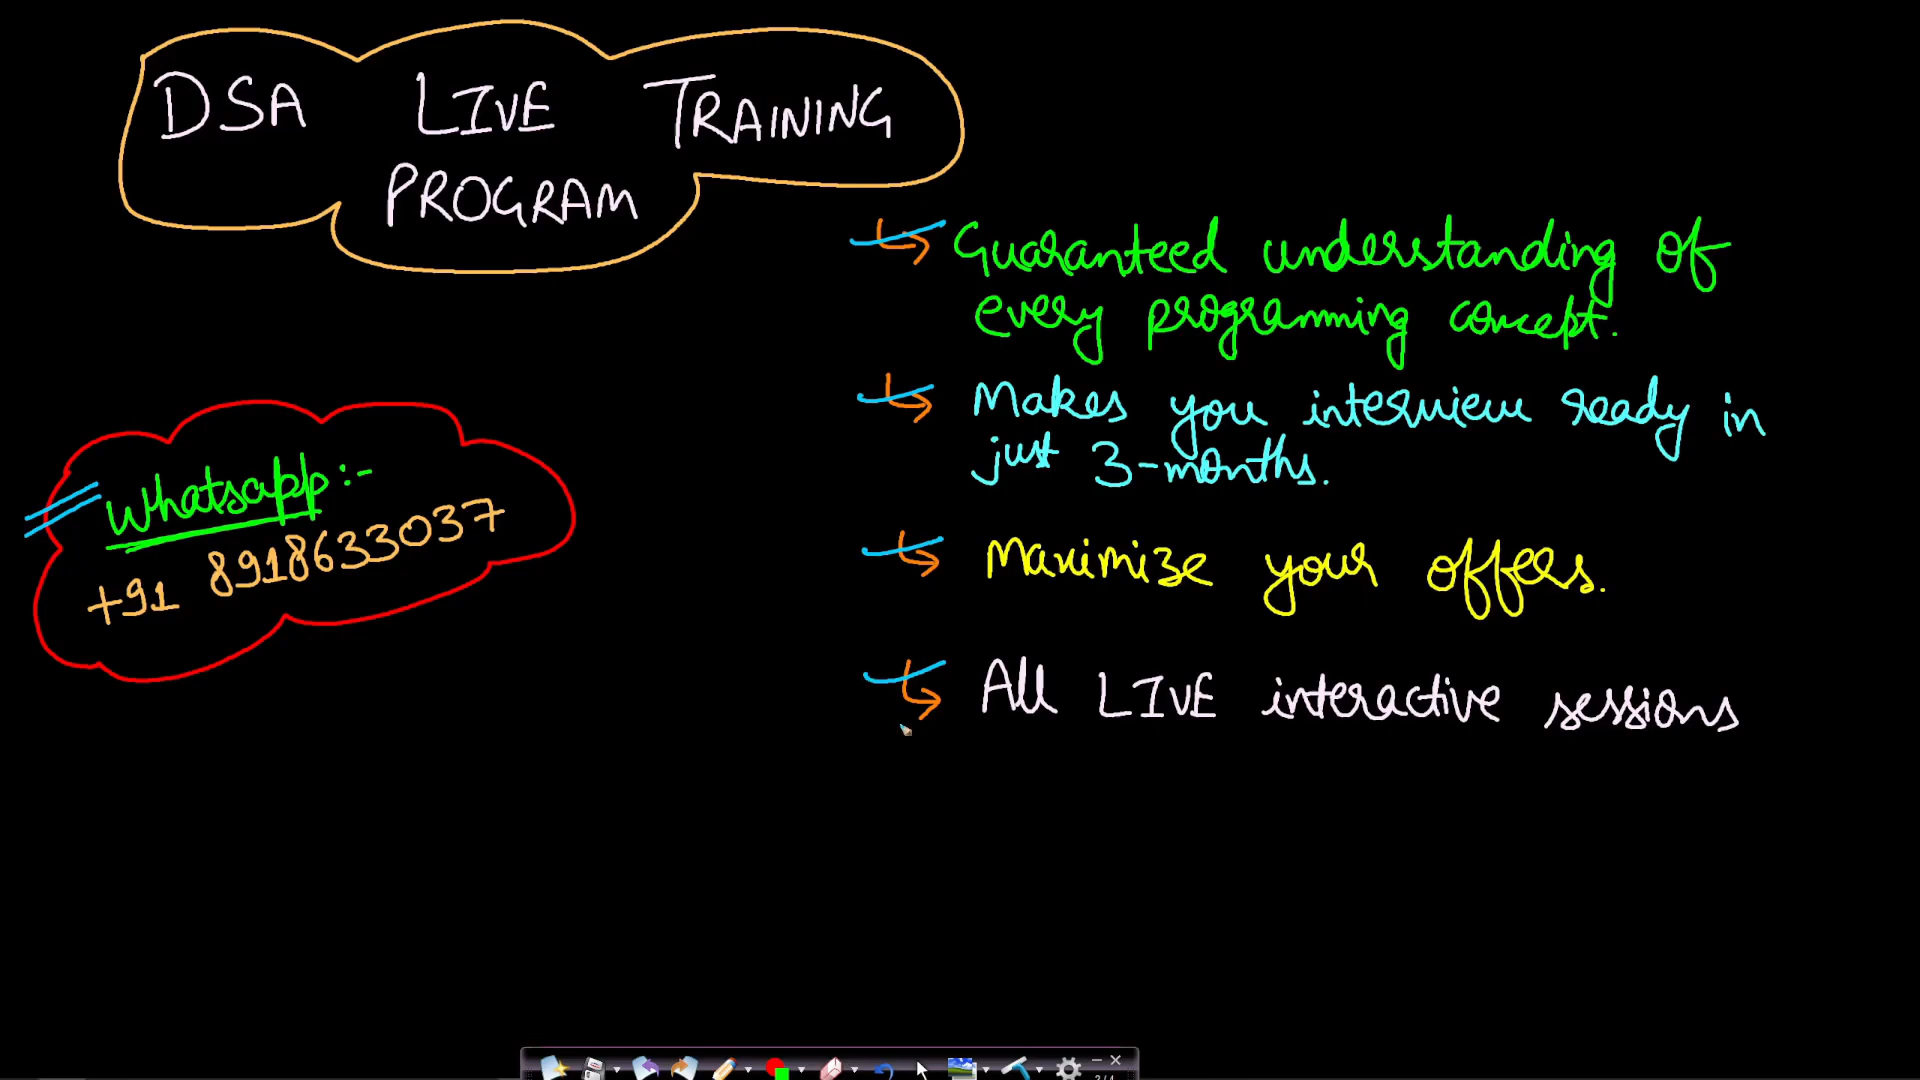 DSA LIVE TRAINING
PROGRAM
Guaranteed understanding of
every programming concept.
Makes you interview ready in
just 3-months.
Whatsapp:-
+91 8918633037
Maximize your offers.
All LIVE interactive sessions